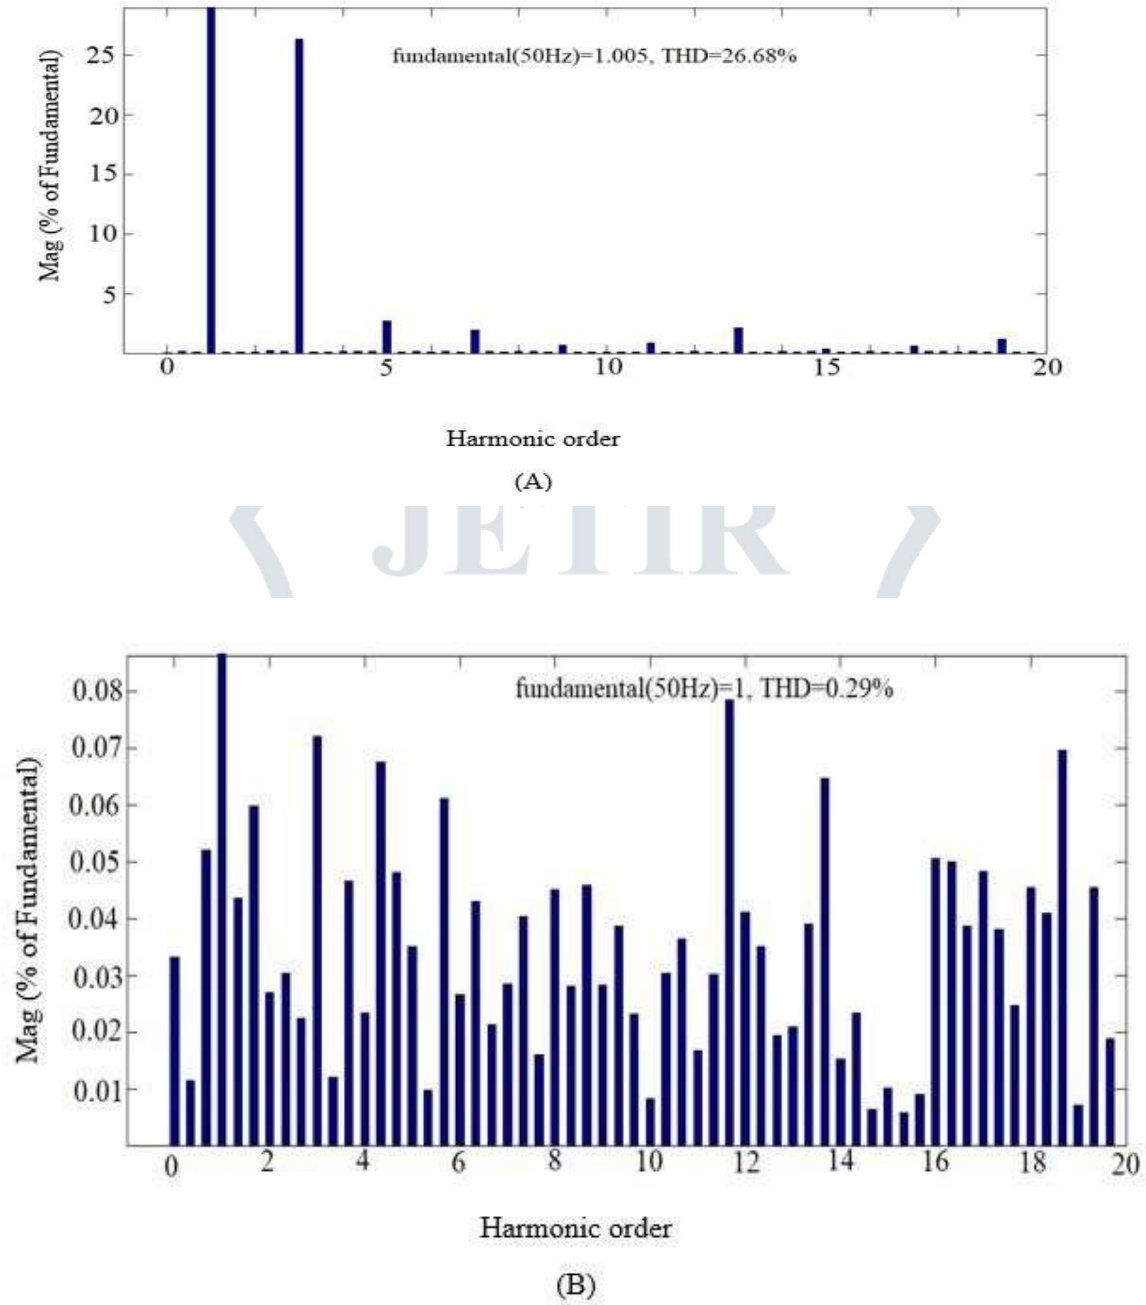 25
20
15
10
5
Mag (% of Fundamental)
fundamental(50Hz)=1.005, THD=26.68%
0 5 10 15 20
Harmonic order
(A)
JETIR
0.08
0.07
0.06
0.05
0.04
0.03
0.02
0.01
Mag (% of Fundamental)
fundamental(50Hz)=1, THD=0.29%
0 2 4 6 8 10 12 14 16 18 20
Harmonic order
(B)